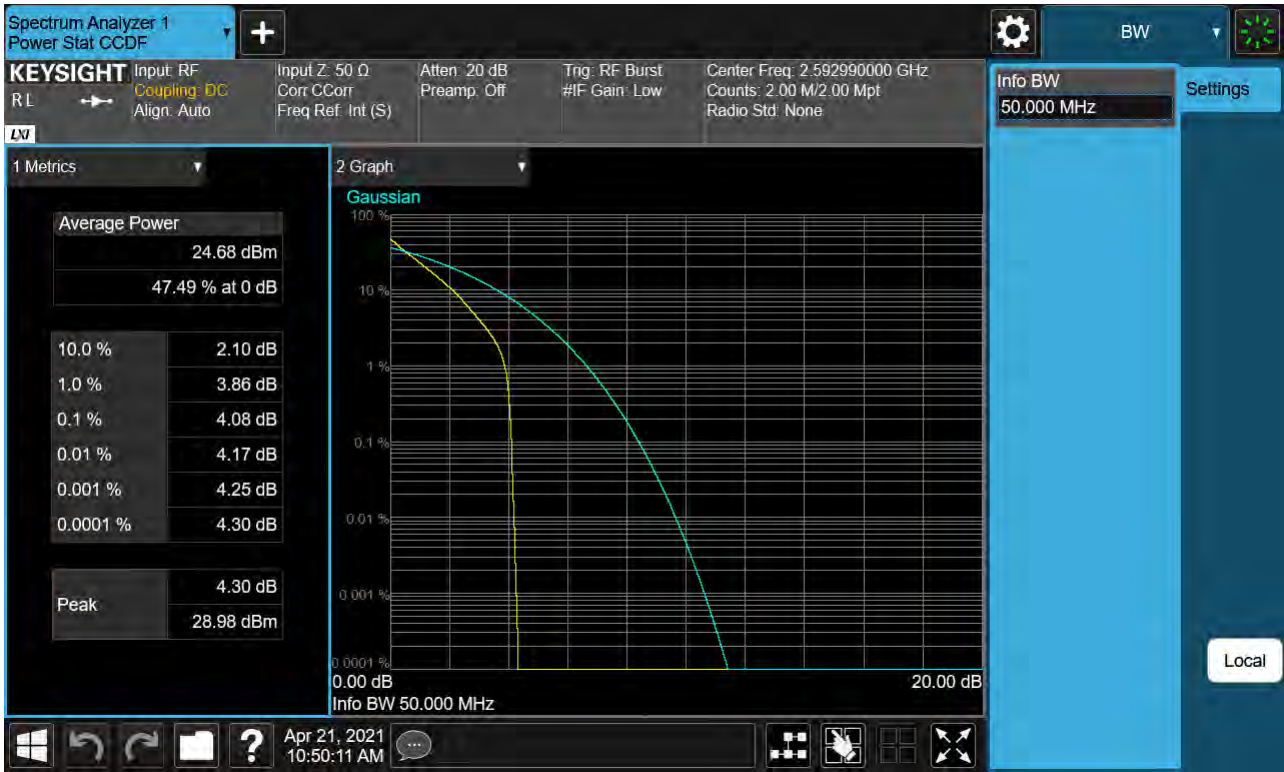 Spectrum Analyzer 1
Power Stat CCDF
BW
KEYSIGHT
RL
LXI
Input: RF
Coupling: DC
Align: Auto
Input Z: 50 Ω
Corr CCorr
Freq Ref: Int (S)
Atten: 20 dB
Preamp: Off
Trig: RF Burst
#IF Gain: Low
Center Freq: 2.592990000 GHz
Counts: 2.00 M/2.00 Mpt
Radio Std: None
Info BW
50.000 MHz
Settings
1 Metrics
Average Power
24.68 dBm
47.49 % at 0 dB
10.0 % 2.10 dB
1.0 % 3.86 dB
0.1 % 4.08 dB
0.01 % 4.17 dB
0.001 % 4.25 dB
0.0001 % 4.30 dB
Peak
4.30 dB
28.98 dBm
2 Graph
Gaussian
100 %
10 %
1 %
0.1 %
0.01 %
0.001 %
0.0001 %
0.00 dB
20.00 dB
Info BW 50.000 MHz
Local
?
Apr 21, 2021
10:50:11 AM